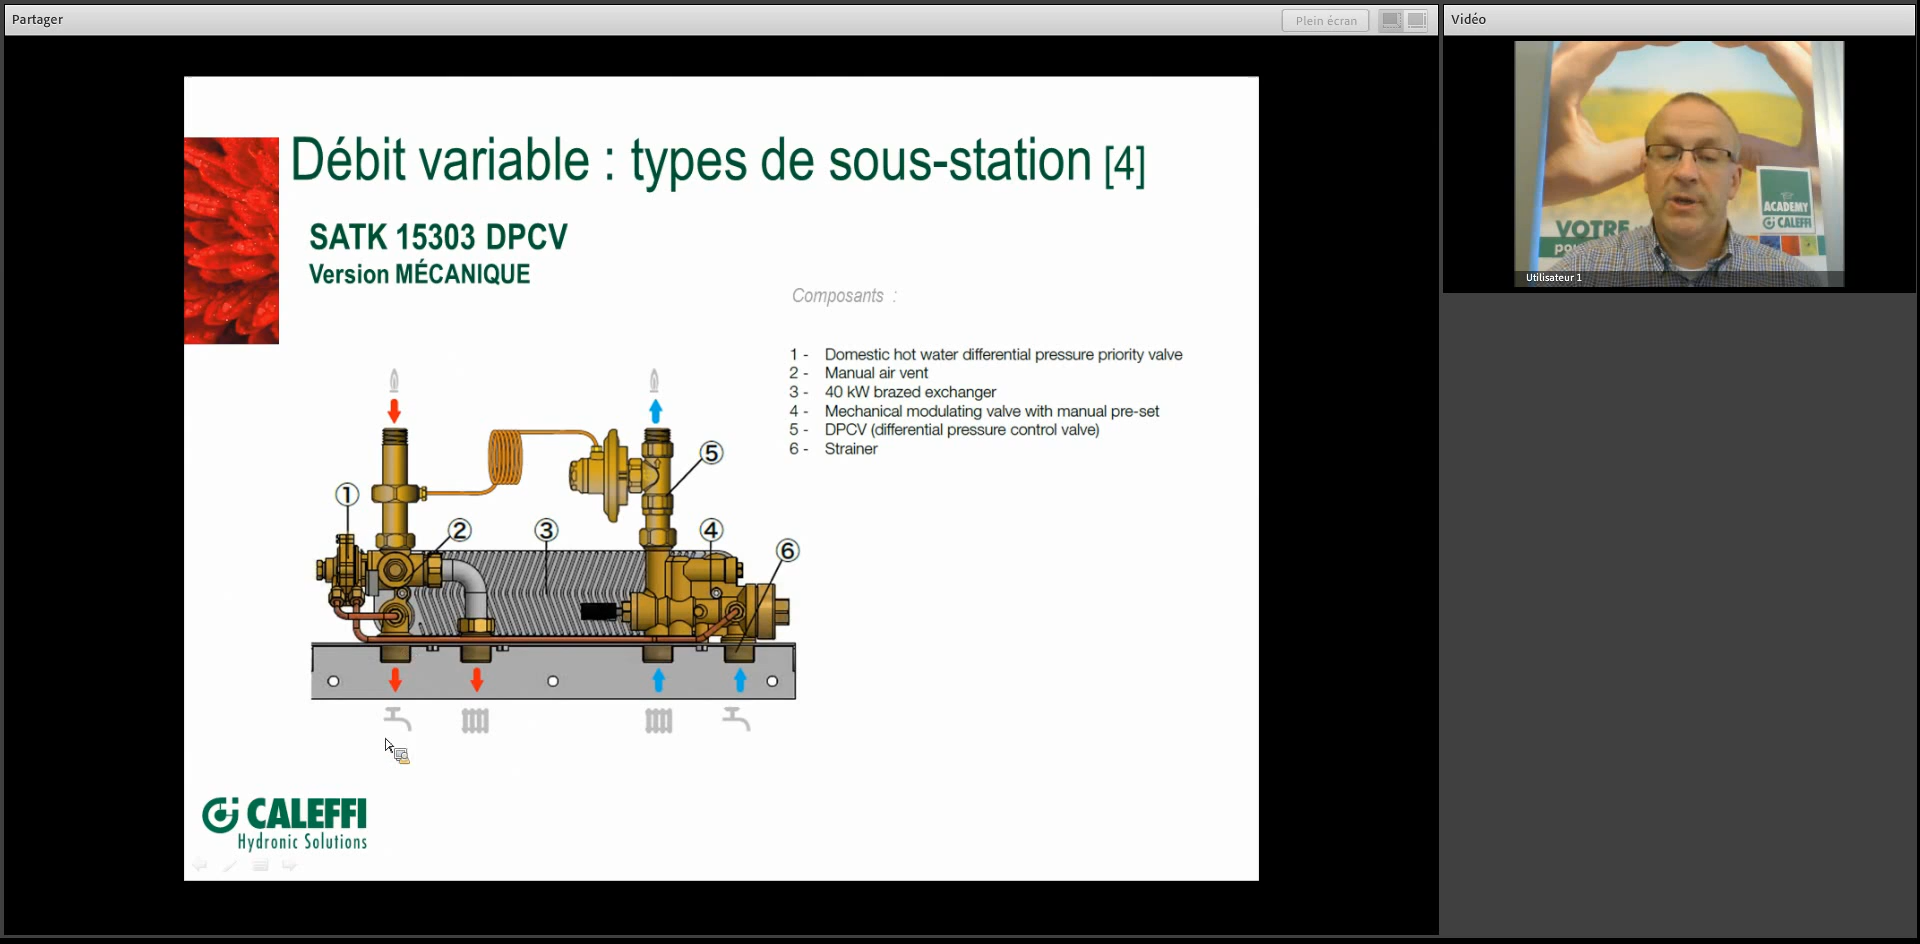 Partager
Plein écran
Vidéo
Débit variable : types de sous-station [4]
SATK 15303 DPCV
Version MÉCANIQUE
Composants :
1 - Domestic hot water differential pressure priority valve
2 - Manual air vent
3 - 40 kW brazed exchanger
4 - Mechanical modulating valve with manual pre-set
5 - DPCV (differential pressure control valve)
6 - Strainer
1
2
3
4
5
6
CALEFFI
Hydronic Solutions
ACADEMY
CALEFFI
VOTRE
Utilisateur 1